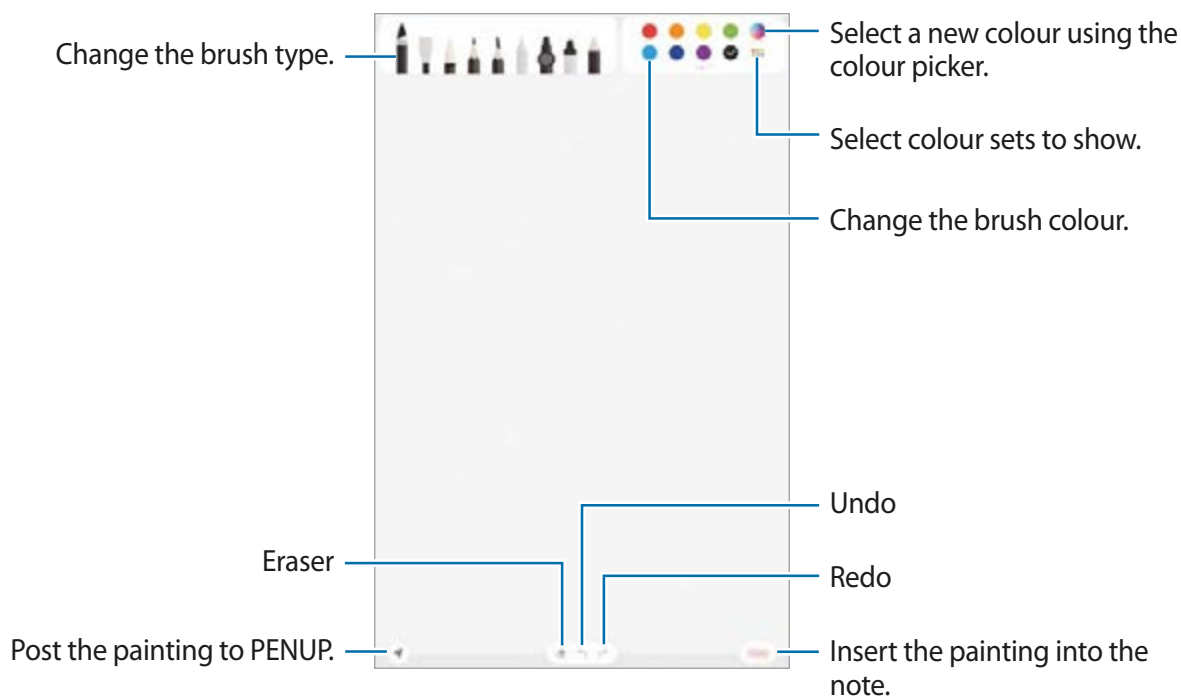 Change the brush type.
Select a new colour using the
colour picker.
Select colour sets to show.
Change the brush colour.
Undo
Eraser
Redo
Post the painting to PENUP.
Insert the painting into the
note.